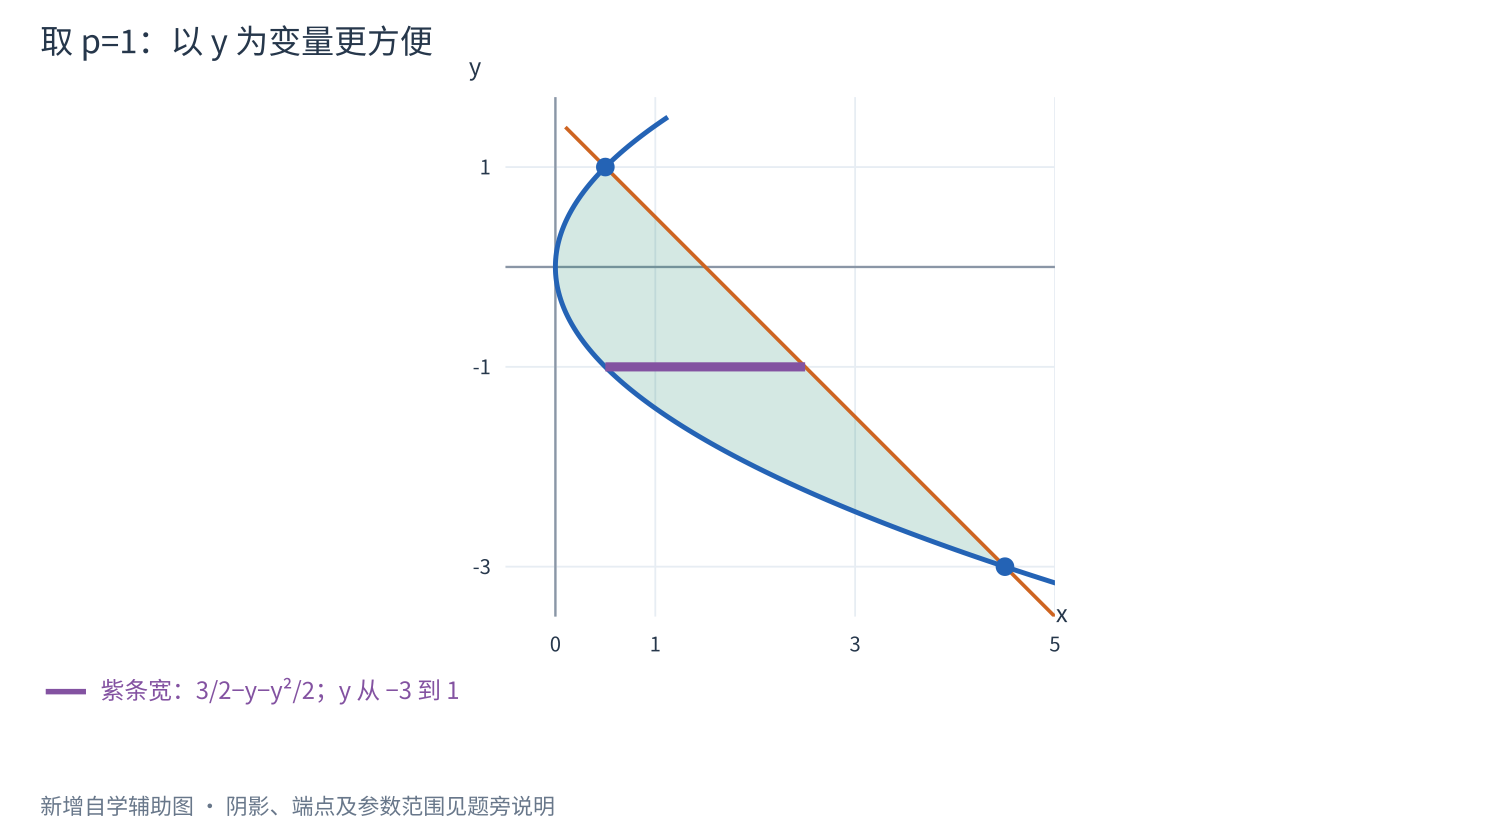 取 p=1：以 y 为变量更方便
y
1
-1
-3
x
0 1 3 5
紫条宽：3/2−y−y²/2；y 从 −3 到 1
新增自学辅助图 · 阴影、端点及参数范围见题旁说明